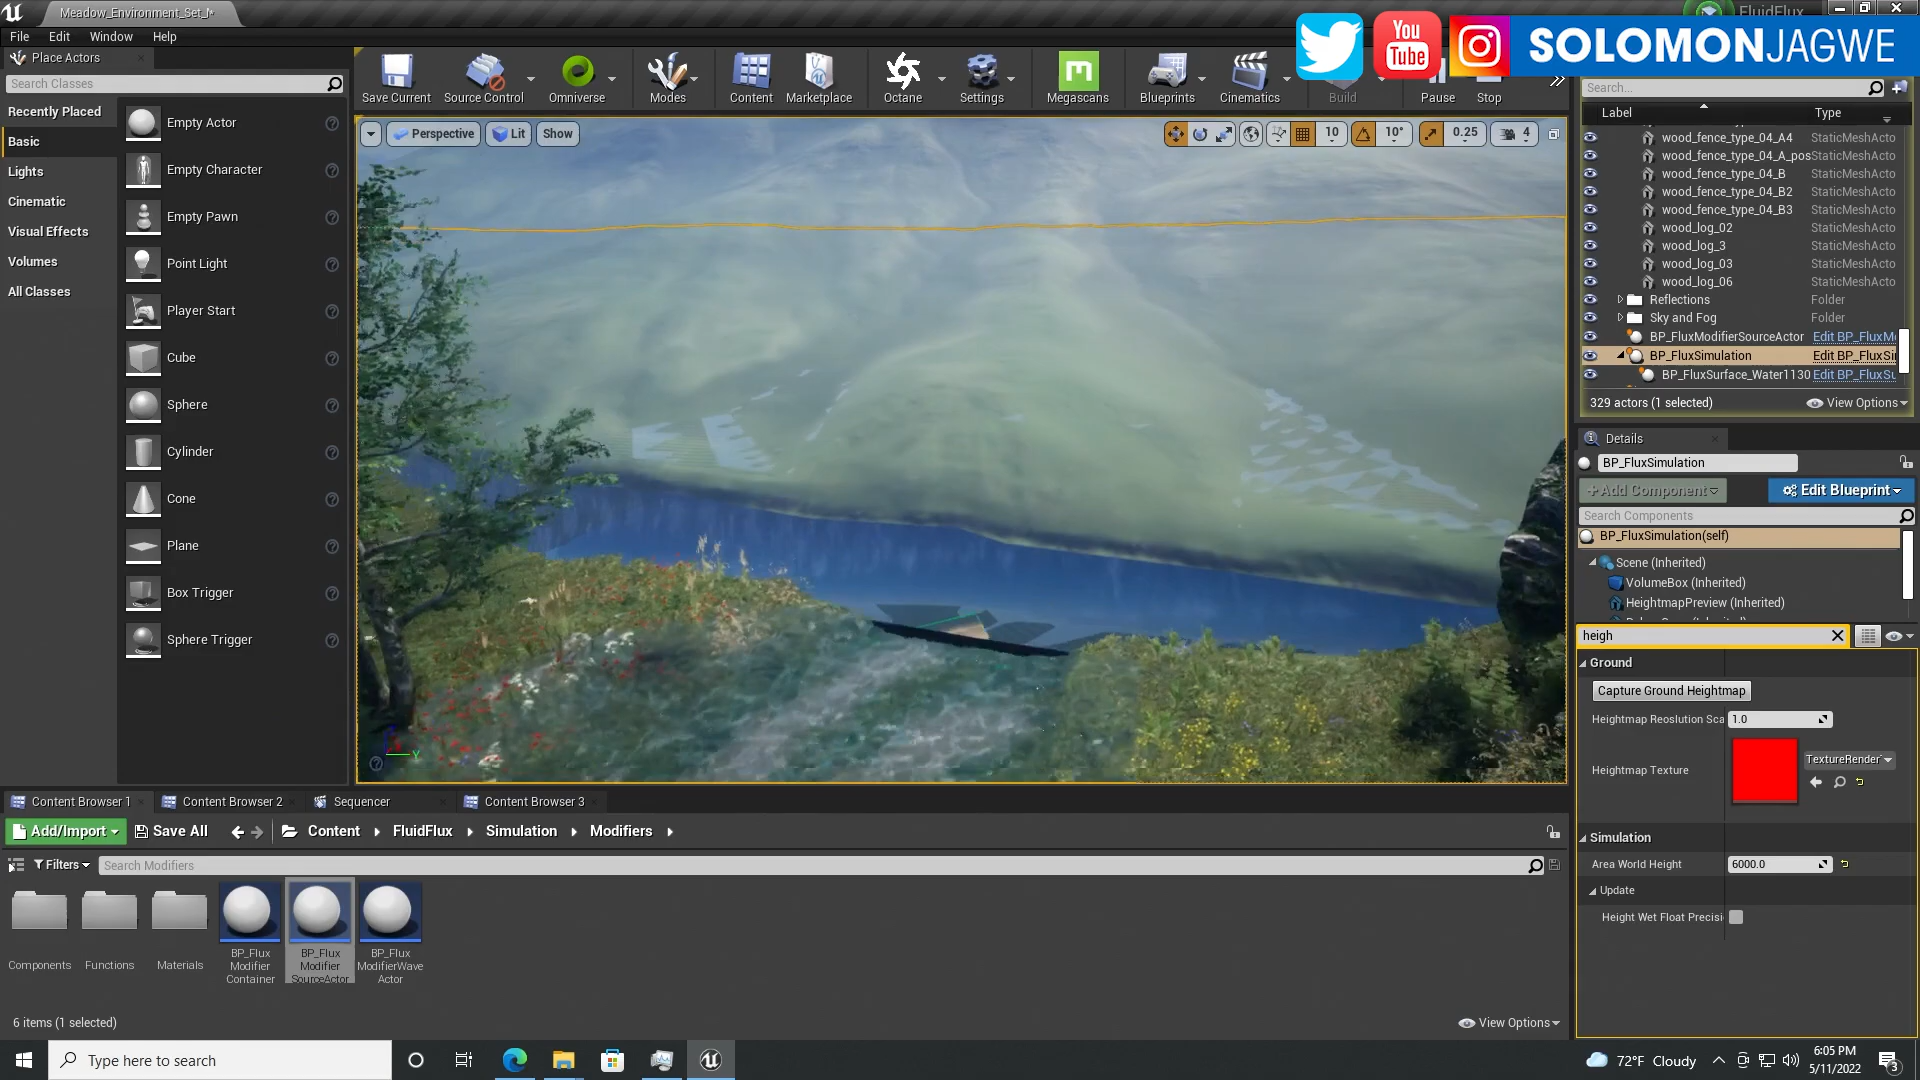 Meadow_Environment_Set_M*
FluidFlux
File Edit Window Help
You
Tube
SOLOMONJAGWE
Place Actors
Search Classes
Recently Placed
Basic
Lights
Cinematic
Visual Effects
Volumes
All Classes
Empty Actor
Empty Character
Empty Pawn
Point Light
Player Start
Cube
Sphere
Cylinder
Cone
Plane
Box Trigger
Sphere Trigger
Save Current
Source Control
Omniverse
Modes
Content
Marketplace
Octane
Settings
Megascans
Blueprints
Cinematics
Build
Pause
Stop
Perspective
Lit
Show
10
10°
0.25
4
Y
Search...
Label Type
wood_fence_type_04_A4 StaticMeshActo
wood_fence_type_04_A_pos StaticMeshActo
wood_fence_type_04_B StaticMeshActo
wood_fence_type_04_B2 StaticMeshActo
wood_fence_type_04_B3 StaticMeshActo
wood_log_02 StaticMeshActo
wood_log_3 StaticMeshActo
wood_log_03 StaticMeshActo
wood_log_06 StaticMeshActo
Reflections Folder
Sky and Fog Folder
BP_FluxModifierSourceActor Edit BP_FluxM
BP_FluxSimulation Edit BP_FluxSi
BP_FluxSurface_Water1130 Edit BP_FluxSu
329 actors (1 selected) View Options
Details
BP_FluxSimulation
+Add Component Edit Blueprint
Search Components
BP_FluxSimulation(self)
Scene (Inherited)
VolumeBox (Inherited)
HeightmapPreview (Inherited)
heigh
Ground
Capture Ground Heightmap
Heightmap Reoslution Sca 1.0
Heightmap Texture TextureRender
Simulation
Area World Height 6000.0
Update
Height Wet Float Precisi
Content Browser 1 Content Browser 2 Sequencer Content Browser 3
Add/Import Save All Content FluidFlux Simulation Modifiers
Filters Search Modifiers
Components
Functions
Materials
BP_Flux
Modifier
Container
BP_Flux
Modifier
SourceActor
BP_Flux
ModifierWave
Actor
6 items (1 selected) View Options
Type here to search
72°F Cloudy
6:05 PM
5/11/2022
3